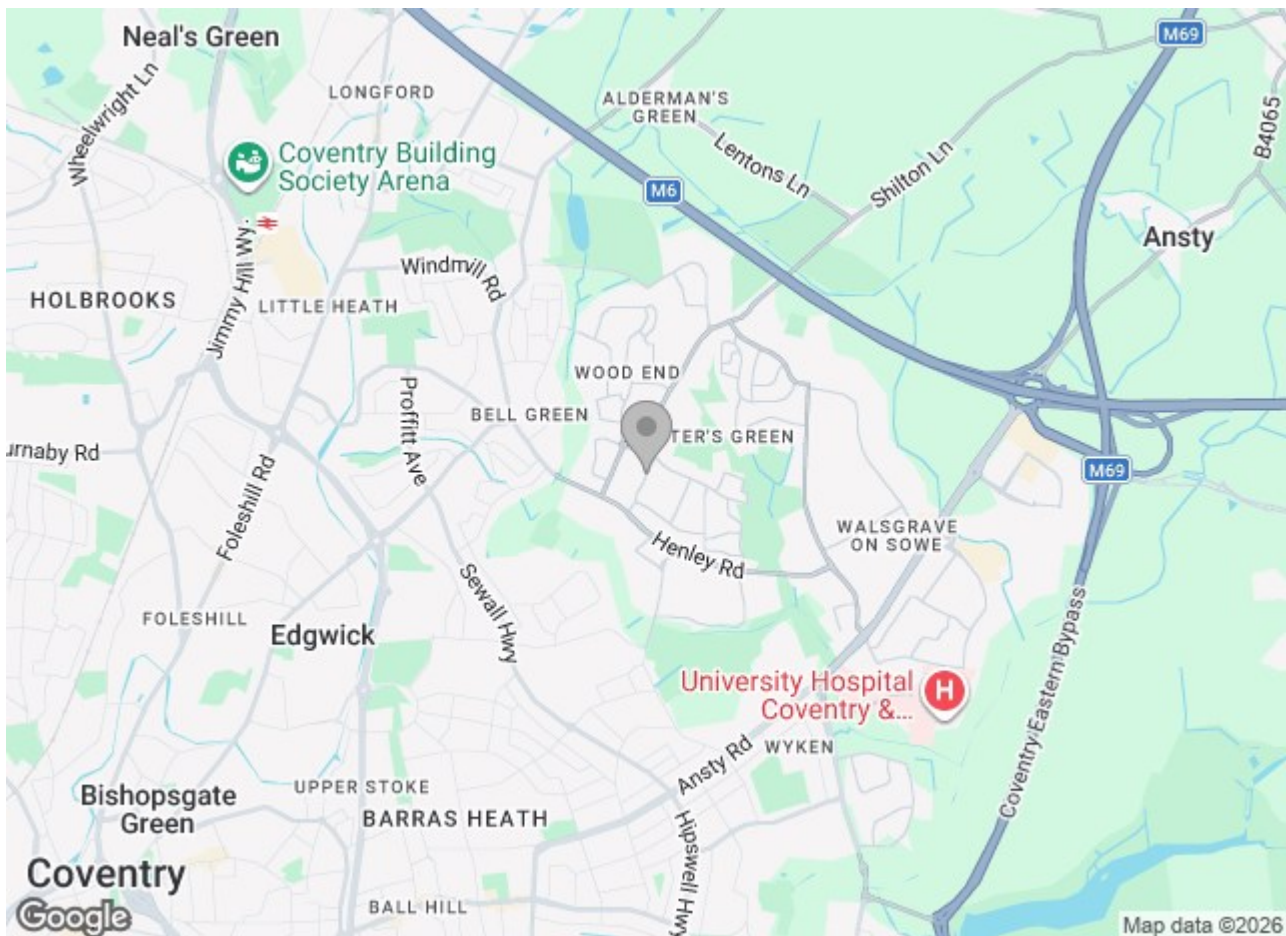 Neal's Green
M69
Wheelwright Ln
LONGFORD
ALDERMAN'S
GREEN
B4065
Coventry Building
Society Arena
Lentons Ln
Shilton Ln
M6
Ansty
Jimmy Hill Wy.
Windmill Rd
HOLBROOKS
LITTLE HEATH
WOOD END
Proffitt Ave
BELL GREEN
TER'S GREEN
urnaby Rd
M69
Foleshill Rd
WALSGRAVE
ON SOWE
Henley Rd
Sewall Hwy
FOLESHILL
Edgwick
Coventry Eastern Bypass
University Hospital
Coventry &...
H
Ansty Rd
WYKEN
UPPER STOKE
Bishopsgate
Green
BARRAS HEATH
Hipswell Hwy
Coventry
BALL HILL
Google
Map data ©2026